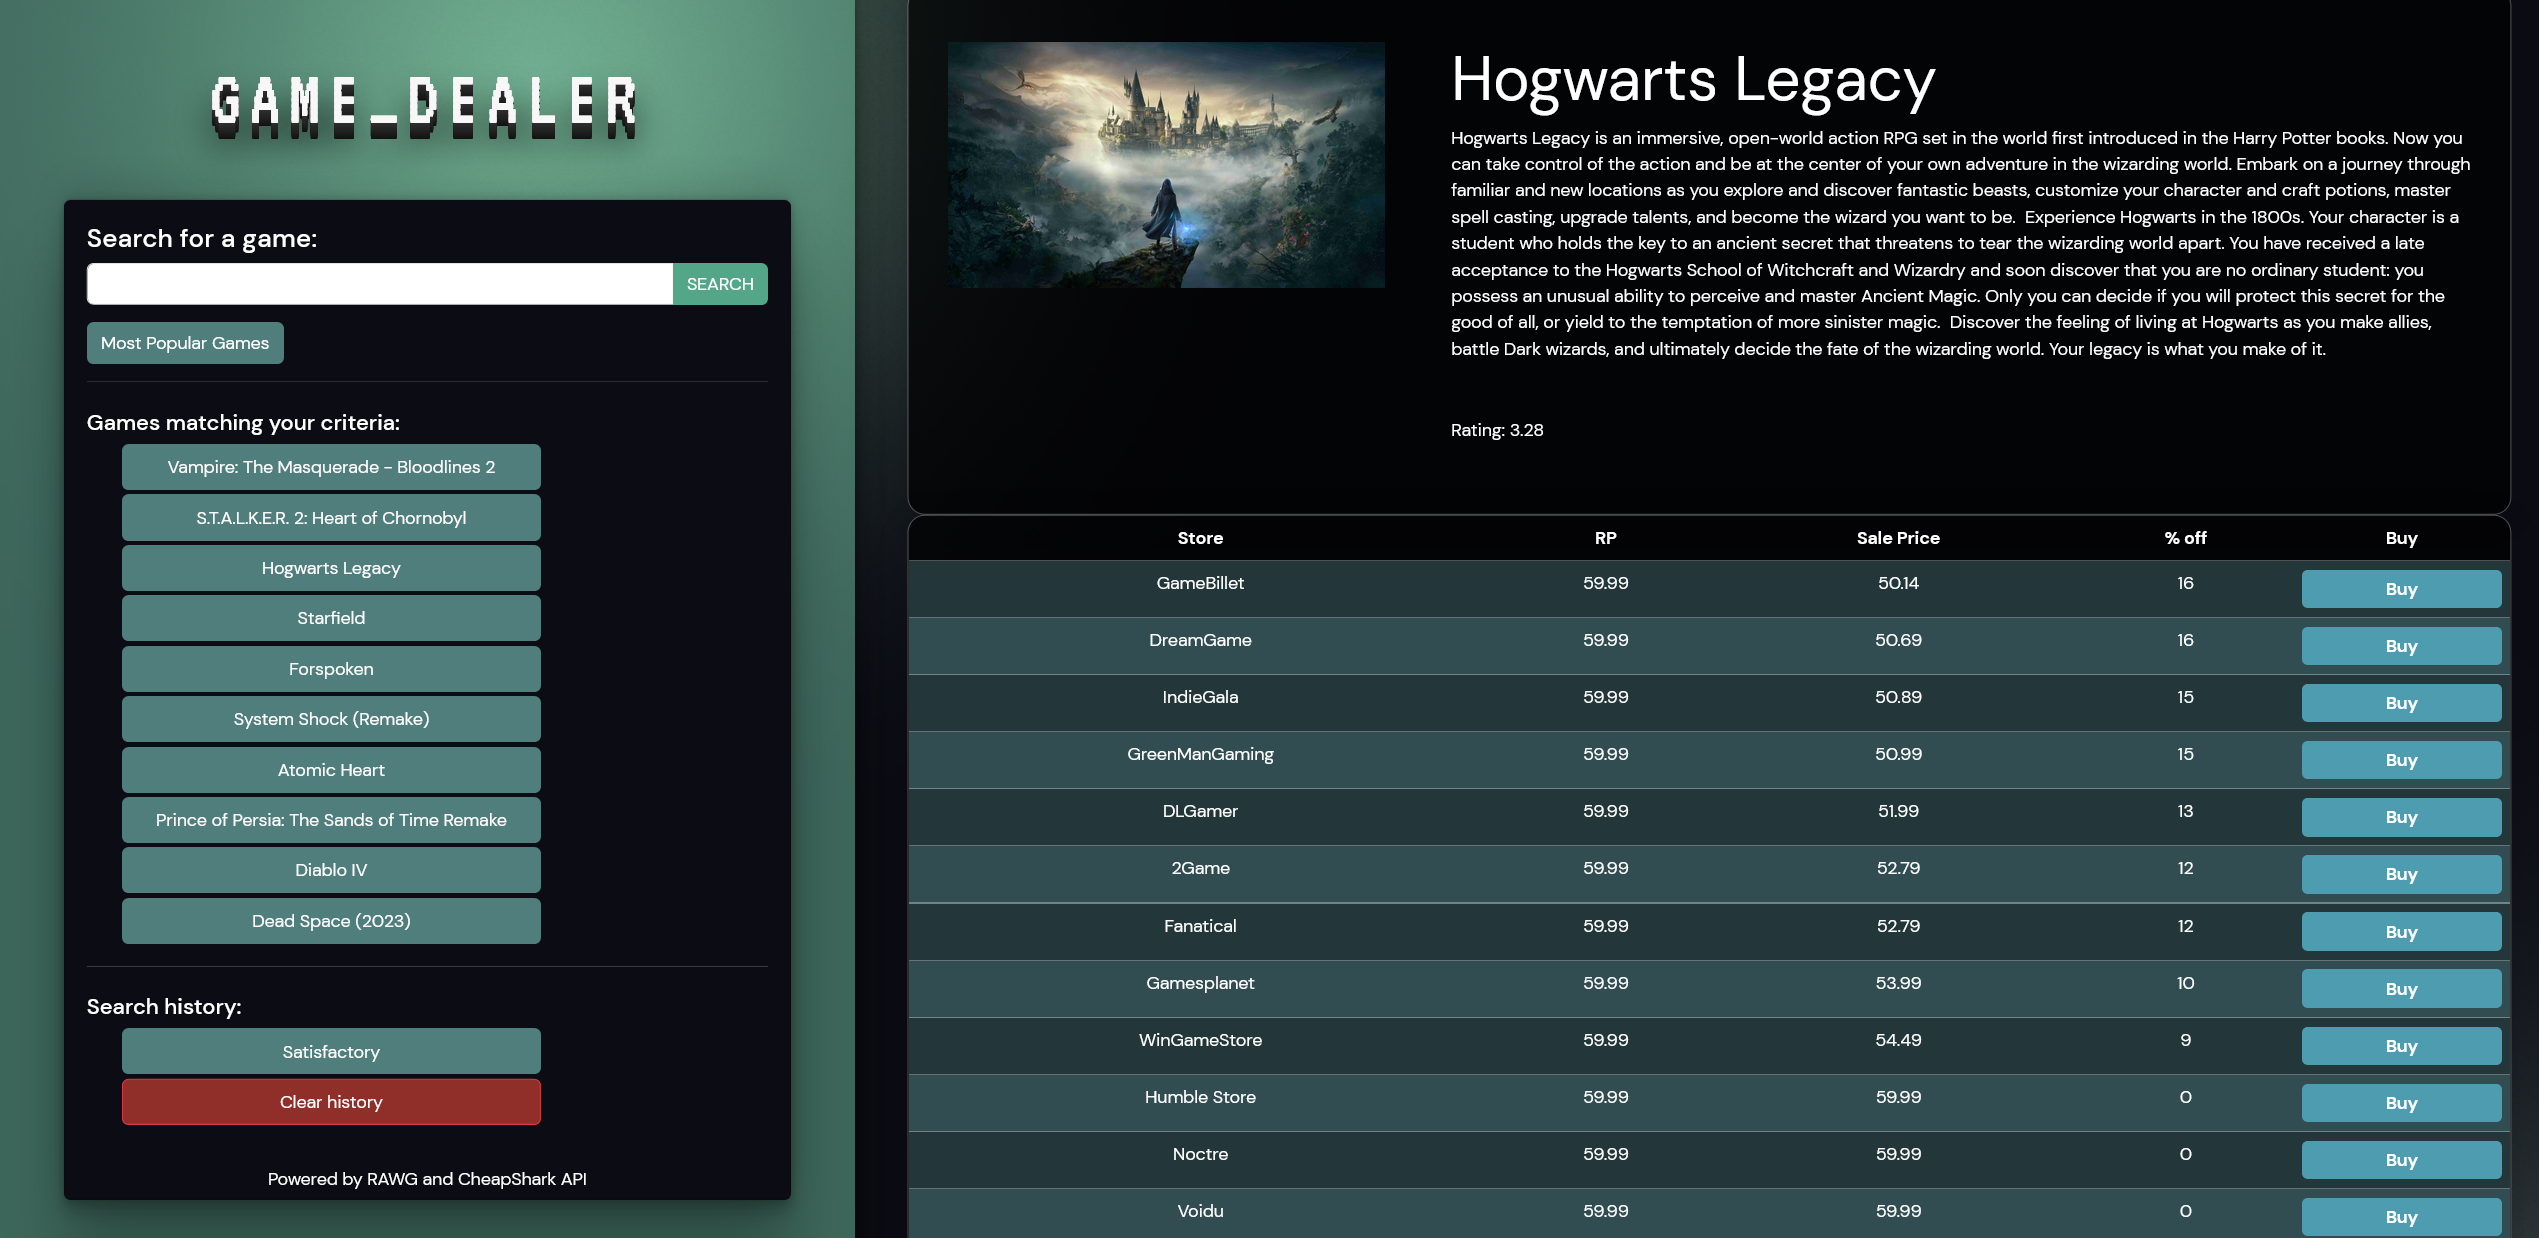 GAME_DEALER
Search for a game:
SEARCH
Most Popular Games
Games matching your criteria:
Vampire: The Masquerade - Bloodlines 2
S.T.A.L.K.E.R. 2: Heart of Chornobyl
Hogwarts Legacy
Starfield
Forspoken
System Shock (Remake)
Atomic Heart
Prince of Persia: The Sands of Time Remake
Diablo IV
Dead Space (2023)
Search history:
Satisfactory
Clear history
Powered by RAWG and CheapShark API
Hogwarts Legacy
Hogwarts Legacy is an immersive, open-world action RPG set in the world first introduced in the Harry Potter books. Now you
can take control of the action and be at the center of your own adventure in the wizarding world. Embark on a journey through
familiar and new locations as you explore and discover fantastic beasts, customize your character and craft potions, master
spell casting, upgrade talents, and become the wizard you want to be.  Experience Hogwarts in the 1800s. Your character is a
student who holds the key to an ancient secret that threatens to tear the wizarding world apart. You have received a late
acceptance to the Hogwarts School of Witchcraft and Wizardry and soon discover that you are no ordinary student: you
possess an unusual ability to perceive and master Ancient Magic. Only you can decide if you will protect this secret for the
good of all, or yield to the temptation of more sinister magic.  Discover the feeling of living at Hogwarts as you make allies,
battle Dark wizards, and ultimately decide the fate of the wizarding world. Your legacy is what you make of it.
Rating: 3.28
Store RP Sale Price % off Buy
GameBillet 59.99 50.14 16 Buy
DreamGame 59.99 50.69 16 Buy
IndieGala 59.99 50.89 15 Buy
GreenManGaming 59.99 50.99 15 Buy
DLGamer 59.99 51.99 13 Buy
2Game 59.99 52.79 12 Buy
Fanatical 59.99 52.79 12 Buy
Gamesplanet 59.99 53.99 10 Buy
WinGameStore 59.99 54.49 9 Buy
Humble Store 59.99 59.99 0 Buy
Noctre 59.99 59.99 0 Buy
Voidu 59.99 59.99 0 Buy